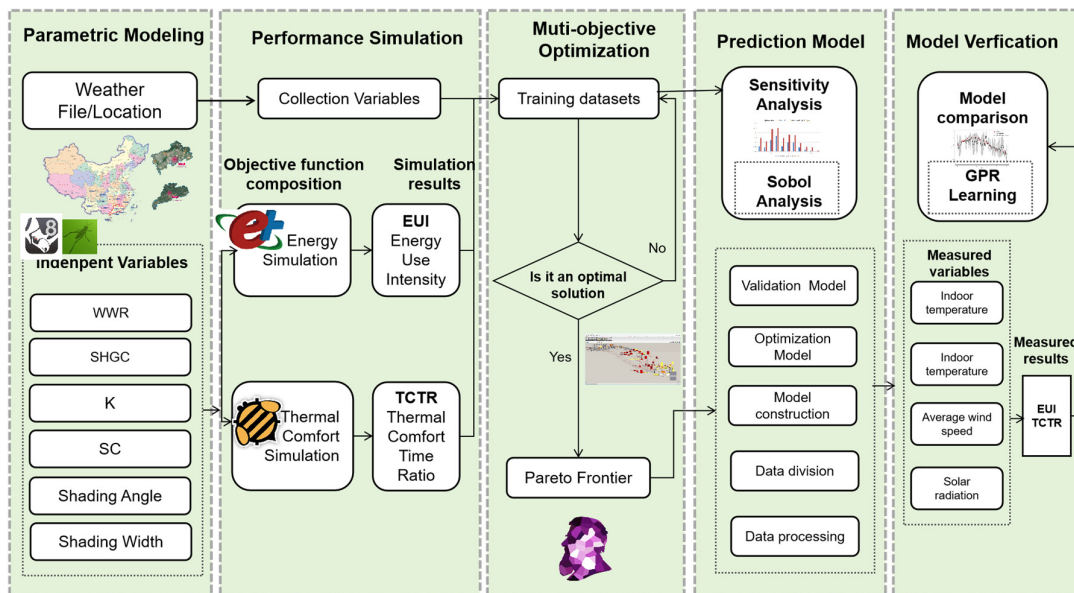 Parametric Modeling
Weather
File/Location
8
Indenpent Variables
WWR
SHGC
K
SC
Shading Angle
Shading Width
Performance Simulation
Collection Variables
Objective function
composition
Simulation
results
Energy
Simulation
EUI
Energy
Use
Intensity
Thermal
Comfort
Simulation
TCTR
Thermal
Comfort
Time
Ratio
Muti-objective
Optimization
Training datasets
No
Is it an optimal
solution
Yes
Pareto Frontier
Prediction Model
Sensitivity
Analysis
Sobol
Analysis
Validation Model
Optimization
Model
Model
construction
Data division
Data processing
Model Verfication
Model
comparison
GPR
Learning
Measured
variables
Indoor
temperature
Indoor
temperature
Average wind
speed
Solar
radiation
Measured
results
EUI
TCTR